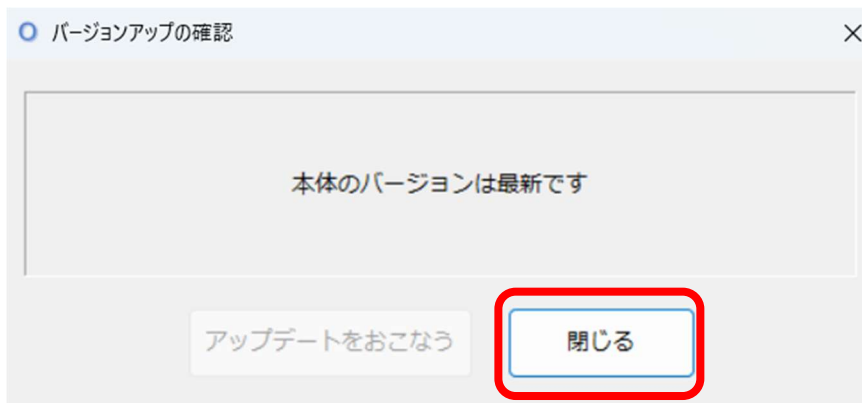 バージョンアップの確認
本体のバージョンは最新です
アップデートをおこなう
閉じる